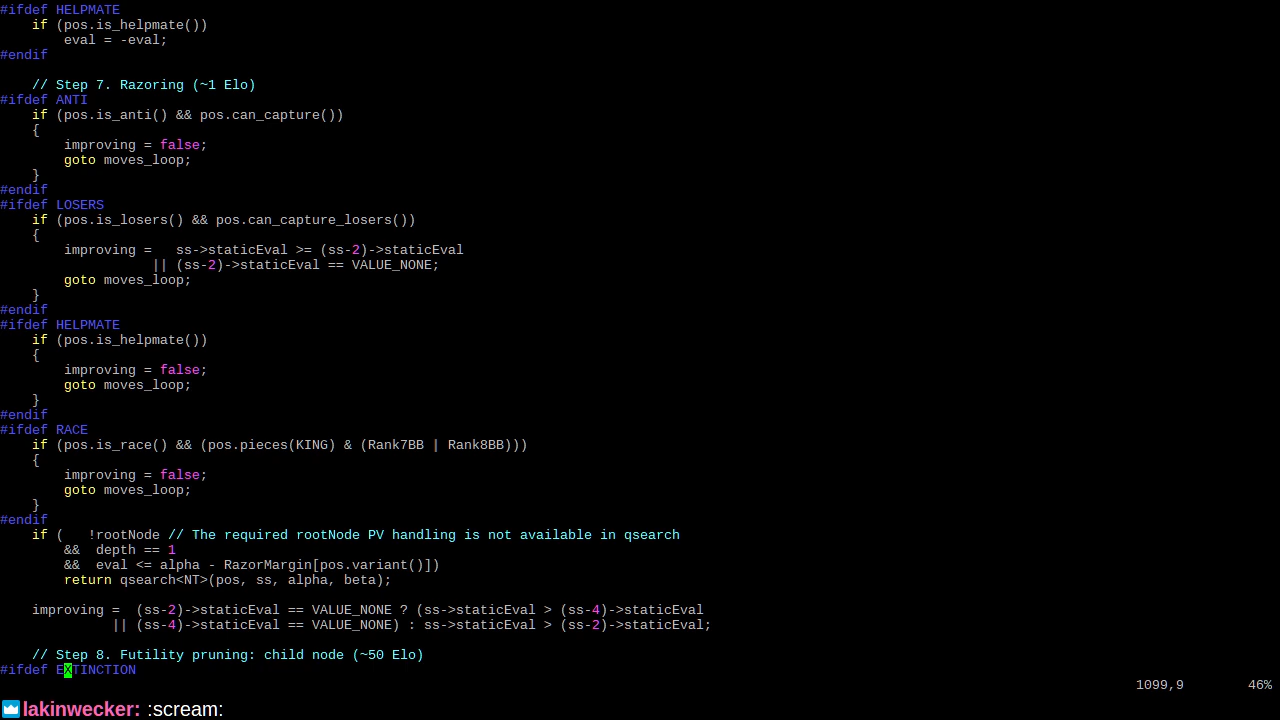 #ifdef HELPMATE
    if (pos.is_helpmate())
        eval = -eval;
#endif

    // Step 7. Razoring (~1 Elo)
#ifdef ANTI
    if (pos.is_anti() && pos.can_capture())
    {
        improving = false;
        goto moves_loop;
    }
#endif
#ifdef LOSERS
    if (pos.is_losers() && pos.can_capture_losers())
    {
        improving =   ss->staticEval >= (ss-2)->staticEval
                   || (ss-2)->staticEval == VALUE_NONE;
        goto moves_loop;
    }
#endif
#ifdef HELPMATE
    if (pos.is_helpmate())
    {
        improving = false;
        goto moves_loop;
    }
#endif
#ifdef RACE
    if (pos.is_race() && (pos.pieces(KING) & (Rank7BB | Rank8BB)))
    {
        improving = false;
        goto moves_loop;
    }
#endif
    if (   !rootNode // The required rootNode PV handling is not available in qsearch
        &&  depth == 1
        &&  eval <= alpha - RazorMargin[pos.variant()])
        return qsearch<NT>(pos, ss, alpha, beta);

    improving =  (ss-2)->staticEval == VALUE_NONE ? (ss->staticEval > (ss-4)->staticEval
              || (ss-4)->staticEval == VALUE_NONE) : ss->staticEval > (ss-2)->staticEval;

    // Step 8. Futility pruning: child node (~50 Elo)
#ifdef EXTINCTION
1099,9        46%
lakinwecker: :scream: